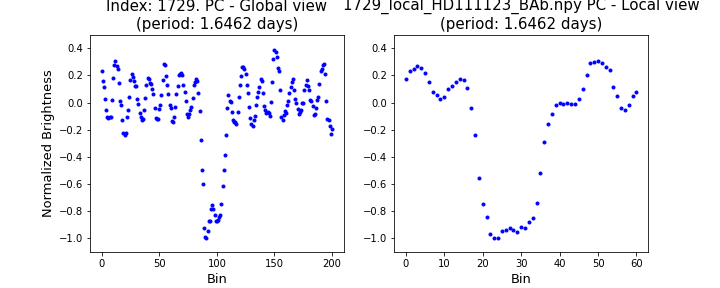 Index: 1729. PC - Global view
(period: 1.6462 days)
1729_local_HD111123_BAb.npy PC - Local view
(period: 1.6462 days)
Normalized Brightness
0.4
0.2
0.0
−0.2
−0.4
−0.6
−0.8
−1.0
0 50 100 150 200
Bin
0.4
0.2
0.0
−0.2
−0.4
−0.6
−0.8
−1.0
0 10 20 30 40 50 60
Bin